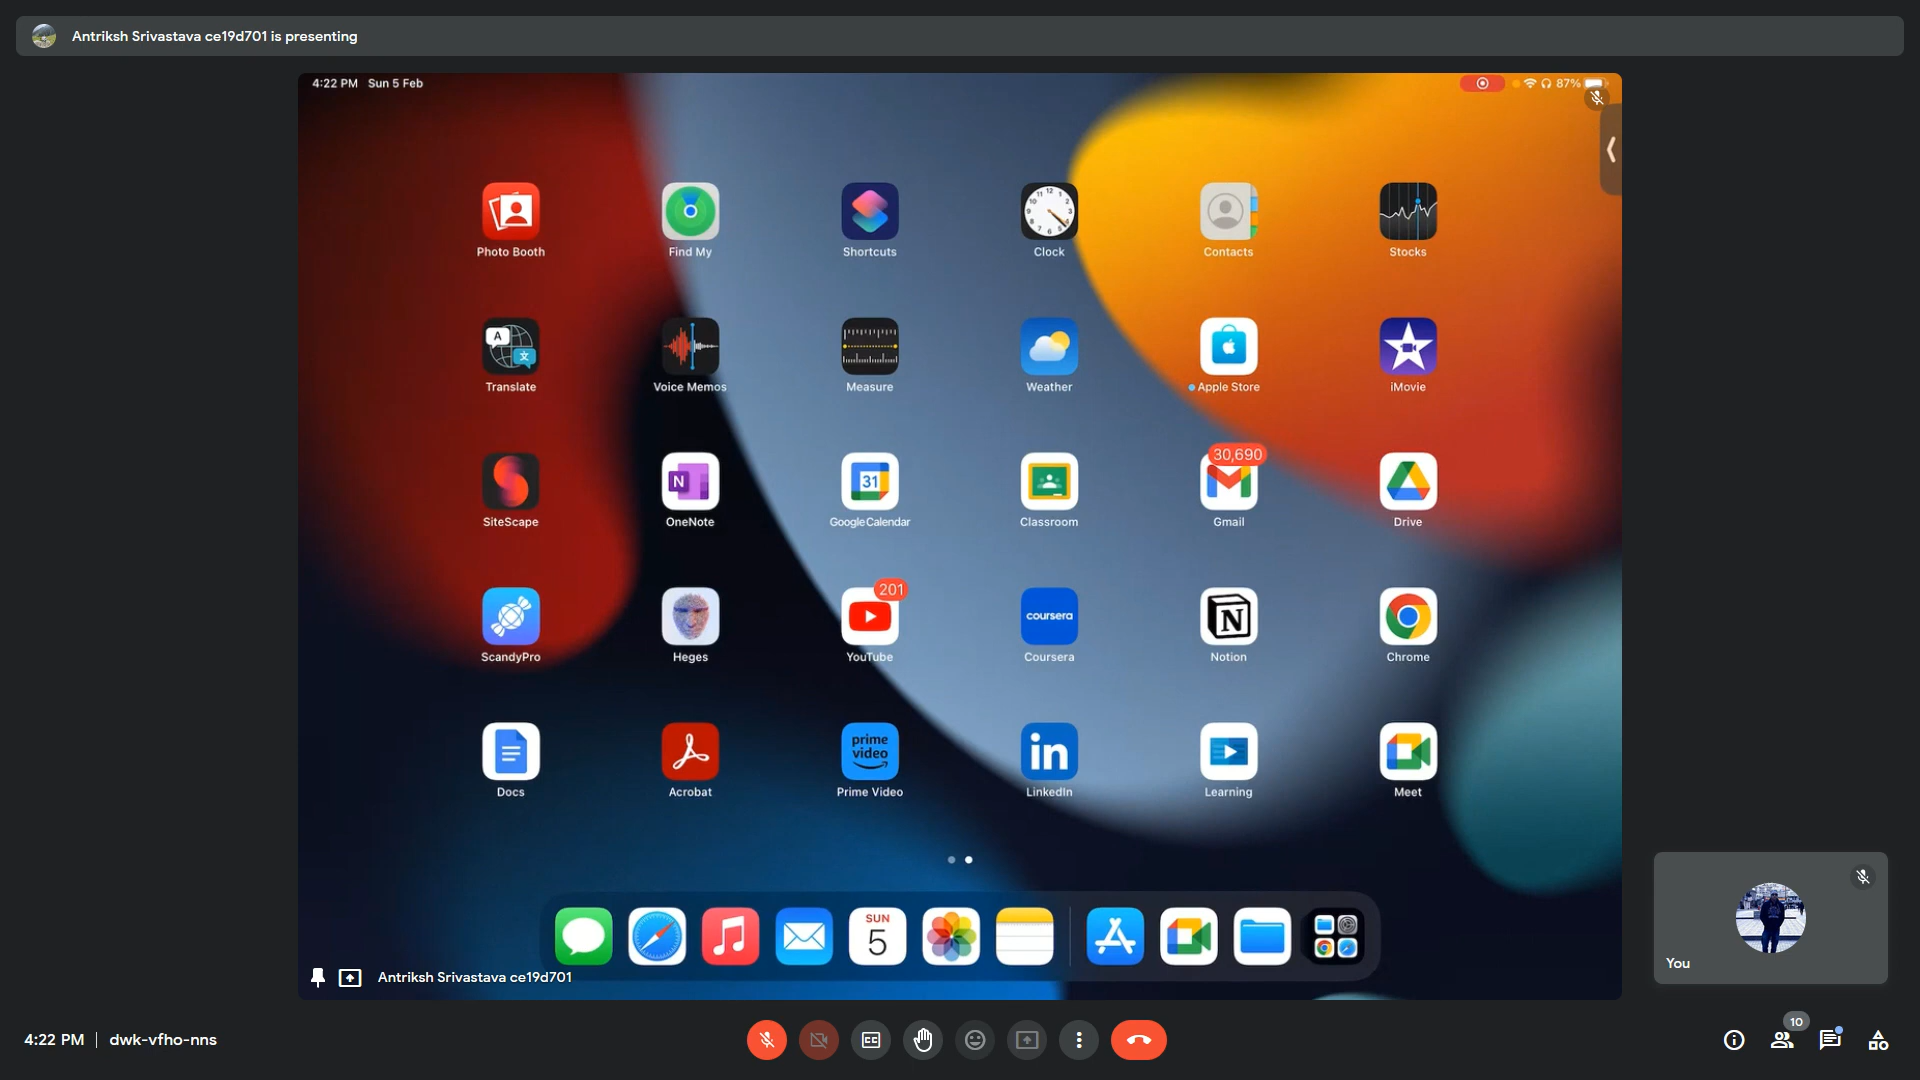 Antriksh Srivastava ce19d701 is presenting
4:22 PM Sun 5 Feb
87%
Photo Booth
Find My
Shortcuts
Clock
Contacts
Stocks
Translate
Voice Memos
Measure
Weather
Apple Store
iMovie
30,690
31
SiteScape
OneNote
Google Calendar
Classroom
Gmail
Drive
201
coursera
ScandyPro
Heges
YouTube
Coursera
Notion
Chrome
prime video
in
Docs
Acrobat
Prime Video
LinkedIn
Learning
Meet
SUN
5
Antriksh Srivastava ce19d701
You
4:22 PM | dwk-vfho-nns
CC
10